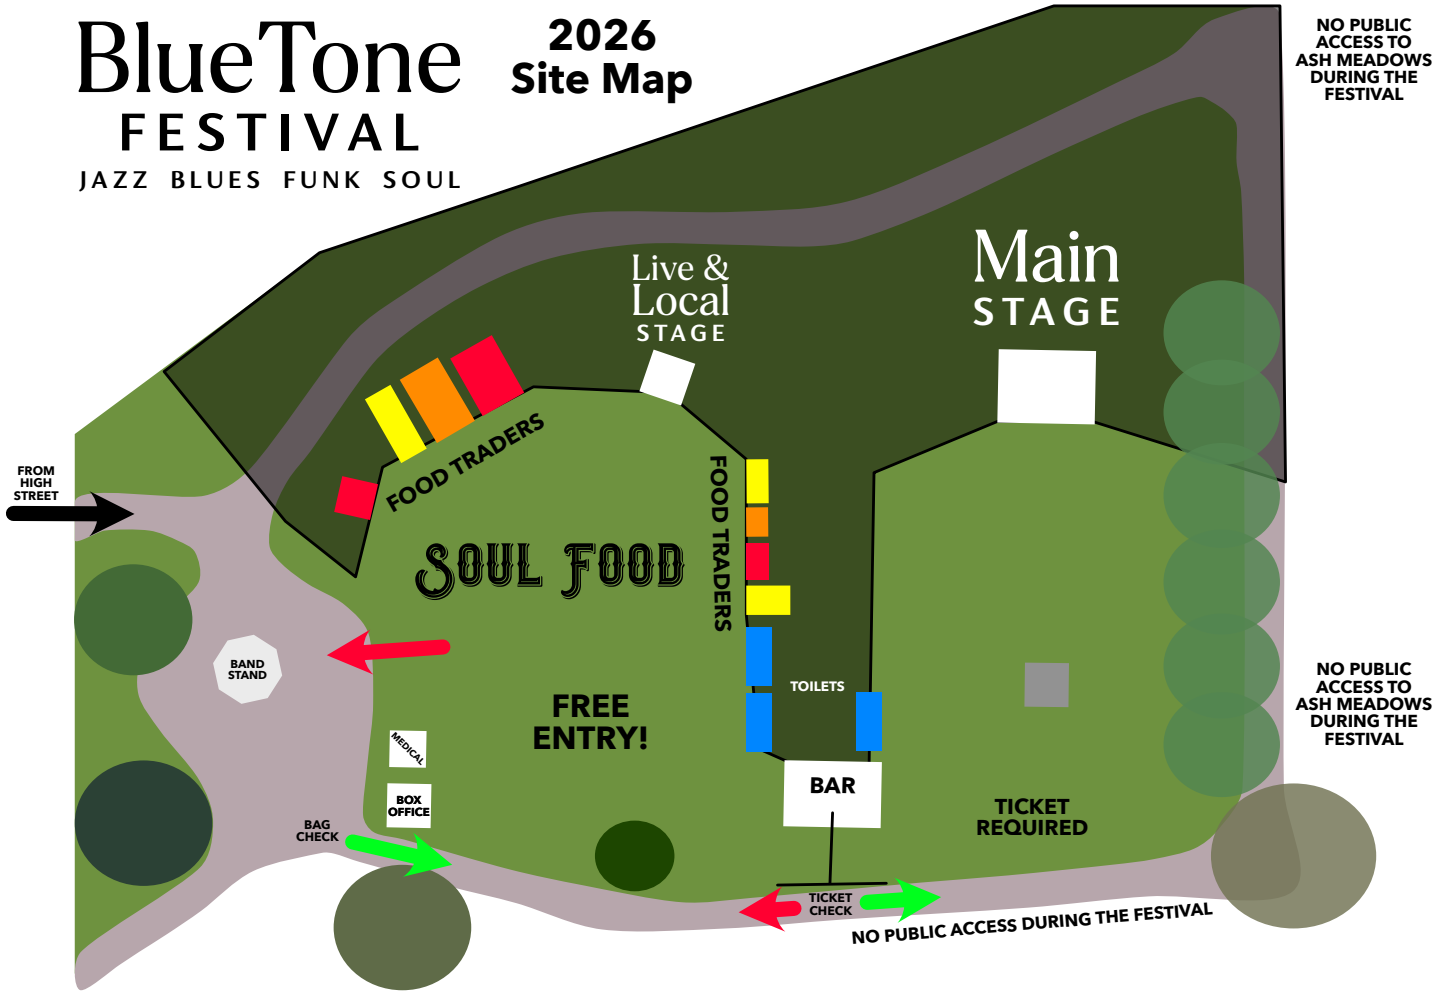 BlueTone
FESTIVAL
JAZZ BLUES FUNK SOUL
2026
Site Map
NO PUBLIC
ACCESS TO
ASH MEADOWS
DURING THE
FESTIVAL
Live &
Local
STAGE
Main
STAGE
FROM
HIGH
STREET
FOOD TRADERS
FOOD TRADERS
SOUL FOOD
BAND
STAND
FREE
ENTRY!
TOILETS
NO PUBLIC
ACCESS TO
ASH MEADOWS
DURING THE
FESTIVAL
MEDICAL
BOX
OFFICE
BAR
TICKET
REQUIRED
BAG
CHECK
TICKET
CHECK
NO PUBLIC ACCESS DURING THE FESTIVAL